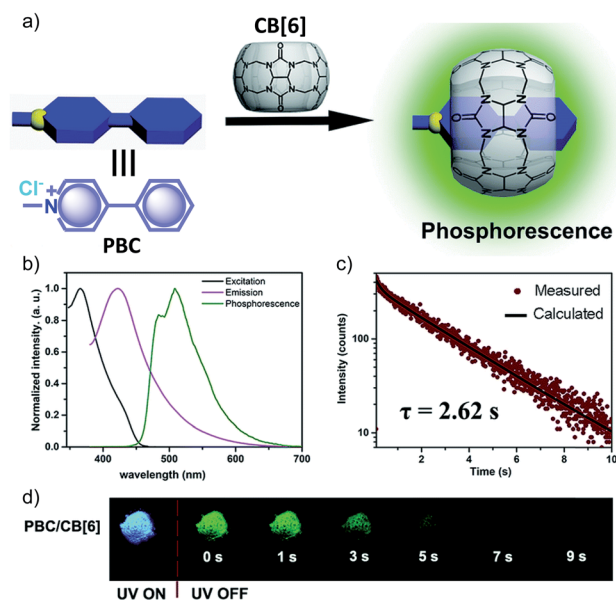 a)
CB[6]
O
N N N N
N N N N
O
Cl⁻ +
N
PBC
O O
N N
N N
Phosphorescence
b)
Normalized intensity. (a. u.)
1.0
0.8
0.6
0.4
0.2
0.0
400 500 600 700
wavelength (nm)
Excitation
Emission
Phosphorescence
c)
Intensity (counts)
100
10
2 4 6 8 10
Time (s)
Measured
Calculated
τ = 2.62 s
d)
PBC/CB[6]
0 s 1 s 3 s 5 s 7 s 9 s
UV ON UV OFF